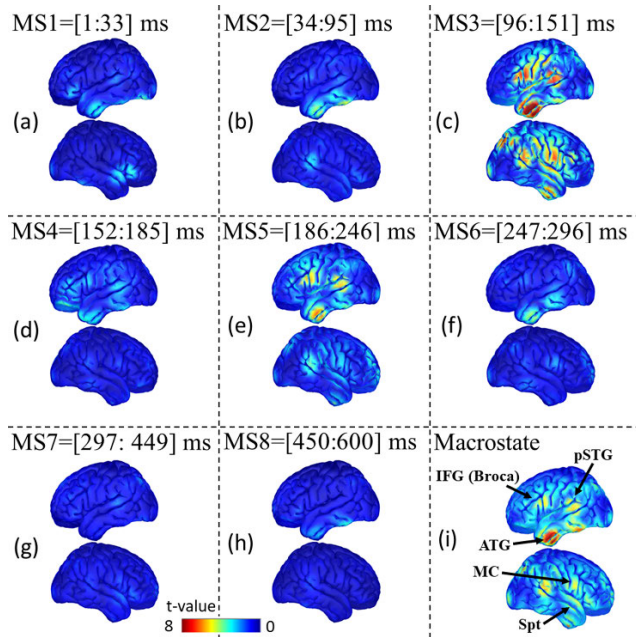 MS1=[1:33] ms
MS2=[34:95] ms
MS3=[96:151] ms
(a)
(b)
(c)
MS4=[152:185] ms
MS5=[186:246] ms
MS6=[247:296] ms
(d)
(e)
(f)
MS7=[297: 449] ms
MS8=[450:600] ms
Macrostate
pSTG
IFG (Broca)
(g)
(h)
(i)
ATG
MC
Spt
t-value
8
0